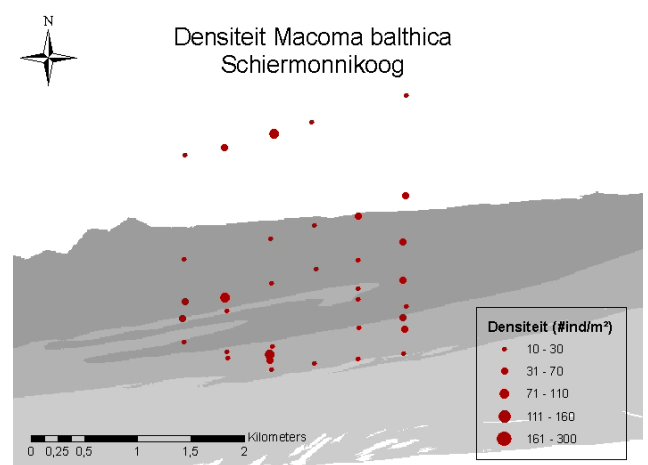 N
Densiteit Macoma balthica
Schiermonnikoog
Densiteit (#ind/m²)
10 - 30
31 - 70
71 - 110
111 - 160
161 - 300
Kilometers
0 0,25 0,5 1 1,5 2